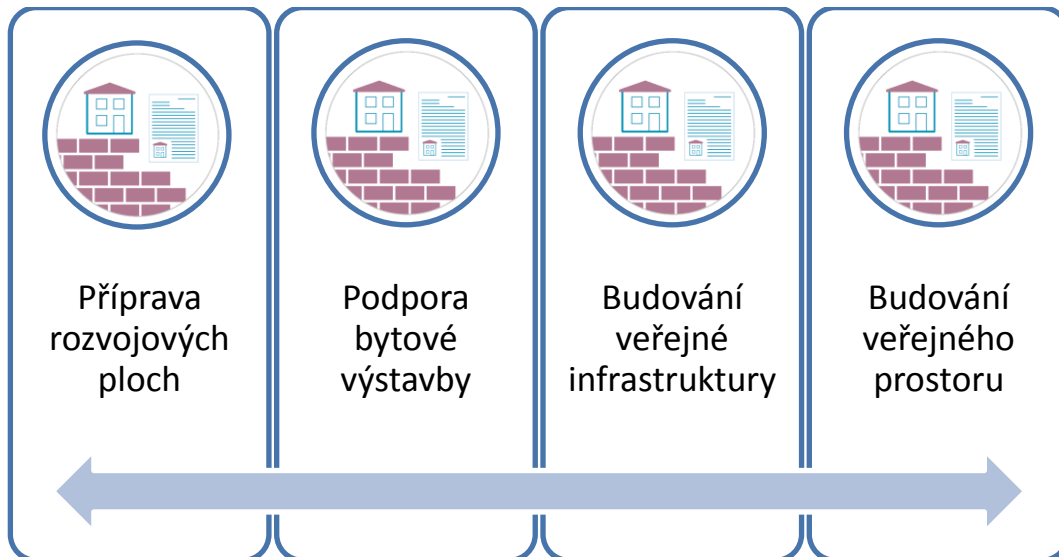 Příprava
rozvojových
ploch
Podpora
bytové
výstavby
Budování
veřejné
infrastruktury
Budování
veřejného
prostoru